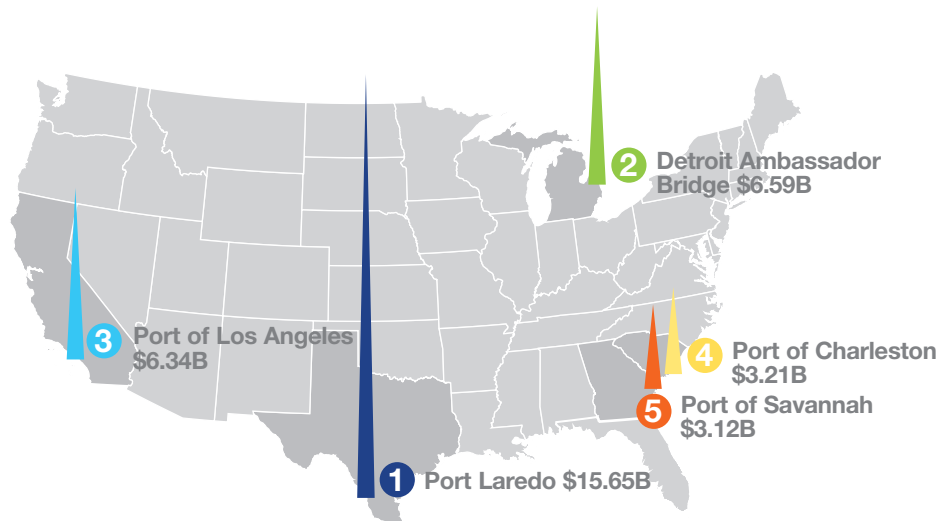 2 Detroit Ambassador
Bridge $6.59B
3 Port of Los Angeles
$6.34B
4 Port of Charleston
$3.21B
5 Port of Savannah
$3.12B
1 Port Laredo $15.65B